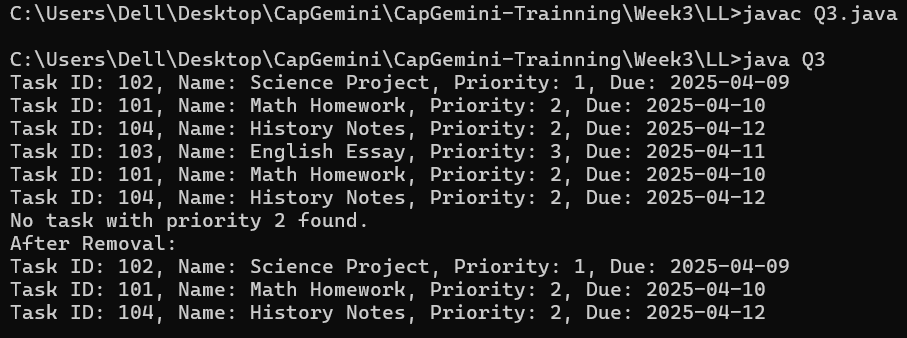 C:\Users\Dell\Desktop\CapGemini\CapGemini-Trainning\Week3\LL>javac Q3.java
C:\Users\Dell\Desktop\CapGemini\CapGemini-Trainning\Week3\LL>java Q3
Task ID: 102, Name: Science Project, Priority: 1, Due: 2025-04-09
Task ID: 101, Name: Math Homework, Priority: 2, Due: 2025-04-10
Task ID: 104, Name: History Notes, Priority: 2, Due: 2025-04-12
Task ID: 103, Name: English Essay, Priority: 3, Due: 2025-04-11
Task ID: 101, Name: Math Homework, Priority: 2, Due: 2025-04-10
Task ID: 104, Name: History Notes, Priority: 2, Due: 2025-04-12
No task with priority 2 found.
After Removal:
Task ID: 102, Name: Science Project, Priority: 1, Due: 2025-04-09
Task ID: 101, Name: Math Homework, Priority: 2, Due: 2025-04-10
Task ID: 104, Name: History Notes, Priority: 2, Due: 2025-04-12